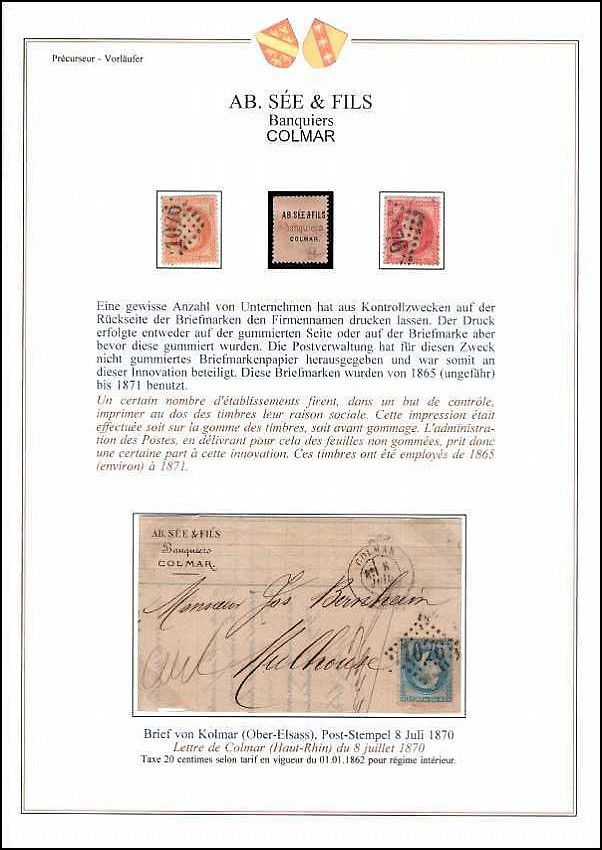 Précurseur - Vorläufer
AB. SÉE & FILS
Banquiers
COLMAR
1076
AB. SÉE & FILS
Banquiers
COLMAR.
Eine gewisse Anzahl von Unternehmen hat aus Kontrollzwecken auf der
Rückseite der Briefmarken den Firmennamen drucken lassen. Der Druck
erfolgte entweder auf der gummierten Seite oder auf der Briefmarke aber
bevor diese gummiert wurden. Die Postverwaltung hat für diesen Zweck
nicht gummiertes Briefmarkenpapier herausgegeben und war somit an
dieser Innovation beteiligt. Diese Briefmarken wurden von 1865 (ungefähr)
bis 1871 benutzt.
Un certain nombre d'établissements firent, dans un but de contrôle,
imprimer au dos des timbres leur raison sociale. Cette impression était
effectuée soit sur la gomme des timbres, soit avant gommage. L'administra-
tion des Postes, en délivrant pour cela des feuilles non gommées, prit donc
une certaine part à cette innovation. Ces timbres ont été employés de 1865
(environ) à 1871.
AB. SÉE & FILS
Banquiers
COLMAR.
COLMAR
8
Monsieur Jos Bernheim
Mulhouse
1076
Brief von Kolmar (Ober-Elsass), Post-Stempel 8 Juli 1870
Lettre de Colmar (Haut-Rhin) du 8 juillet 1870
Taxe 20 centimes selon tarif en vigueur du 01.01.1862 pour régime intérieur.